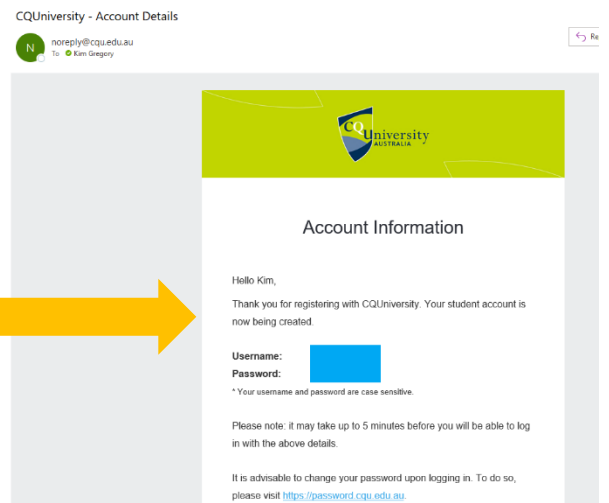 CQUniversity - Account Details
noreply@cqu.edu.au
N
To Kim Gregory
Re
CQUniversity
AUSTRALIA
Account Information
Hello Kim,
Thank you for registering with CQUniversity. Your student account is
now being created.
Username:
Password:
* Your username and password are case sensitive.
Please note: it may take up to 5 minutes before you will be able to log
in with the above details.
It is advisable to change your password upon logging in. To do so,
please visit https://password.cqu.edu.au.